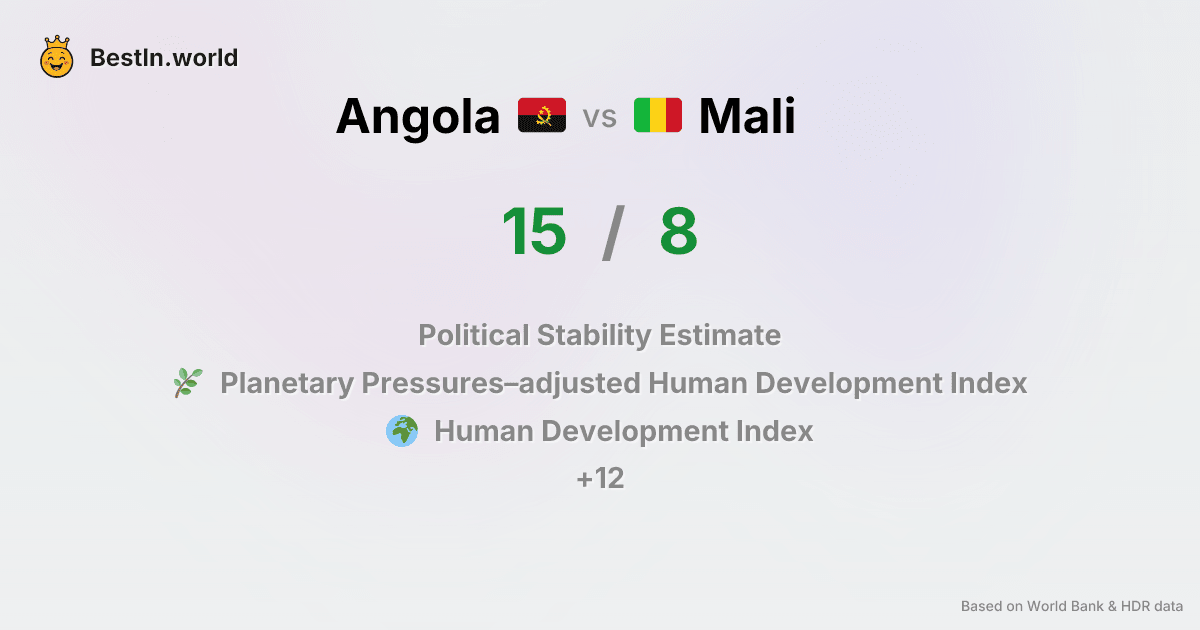 BestIn.world
Angola vs Mali
15 / 8
Political Stability Estimate
Planetary Pressures–adjusted Human Development Index
Human Development Index
+12
Based on World Bank & HDR data